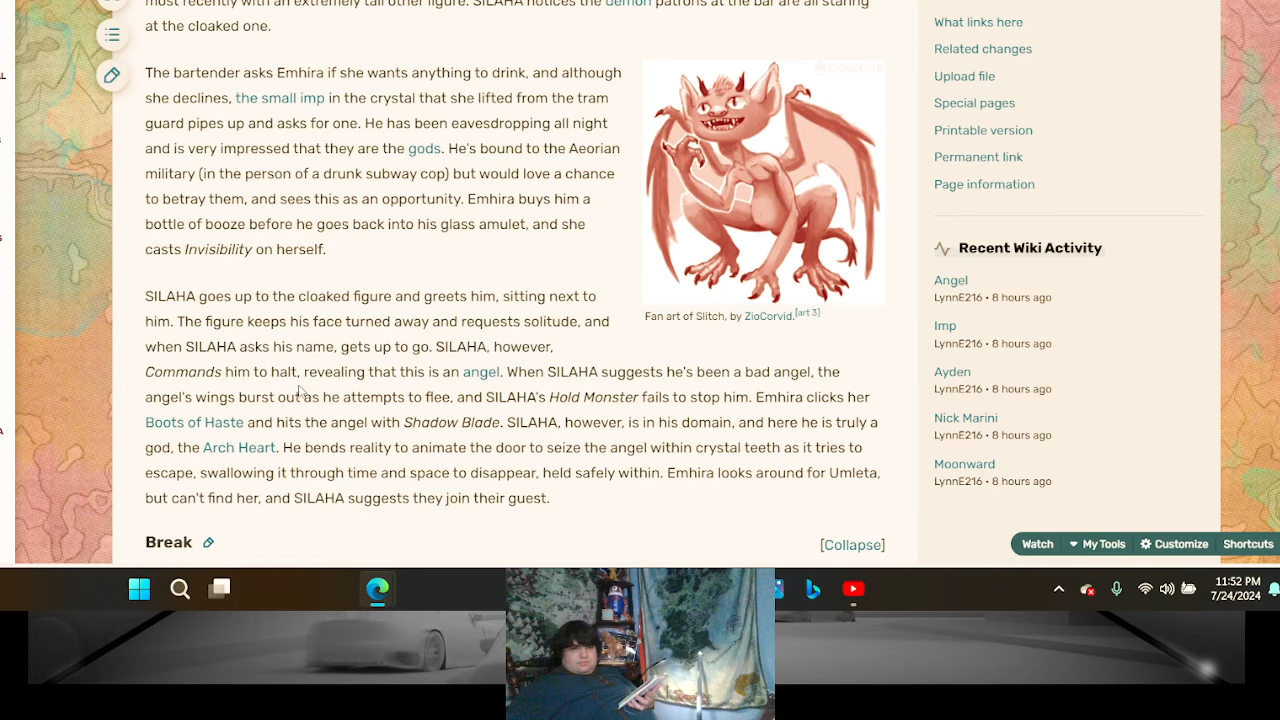 most recently with an extremely tall other figure. SILAHA notices the demon patrons at the bar are all staring
at the cloaked one.
The bartender asks Emhira if she wants anything to drink, and although
she declines, the small imp in the crystal that she lifted from the tram
guard pipes up and asks for one. He has been eavesdropping all night
and is very impressed that they are the gods. He's bound to the Aeorian
military (in the person of a drunk subway cop) but would love a chance
to betray them, and sees this as an opportunity. Emhira buys him a
bottle of booze before he goes back into his glass amulet, and she
casts Invisibility on herself.
Fan art of Slitch, by ZioCorvid.[art 3]
SILAHA goes up to the cloaked figure and greets him, sitting next to
him. The figure keeps his face turned away and requests solitude, and
when SILAHA asks his name, gets up to go. SILAHA, however,
Commands him to halt, revealing that this is an angel. When SILAHA suggests he's been a bad angel, the
angel's wings burst out as he attempts to flee, and SILAHA's Hold Monster fails to stop him. Emhira clicks her
Boots of Haste and hits the angel with Shadow Blade. SILAHA, however, is in his domain, and here he is truly a
god, the Arch Heart. He bends reality to animate the door to seize the angel within crystal teeth as it tries to
escape, swallowing it through time and space to disappear, held safely within. Emhira looks around for Umleta,
but can't find her, and SILAHA suggests they join their guest.
Break
[Collapse]
What links here
Related changes
Upload file
Special pages
Printable version
Permanent link
Page information
Recent Wiki Activity
Angel
LynnE216 • 8 hours ago
Imp
LynnE216 • 8 hours ago
Ayden
LynnE216 • 8 hours ago
Nick Marini
LynnE216 • 8 hours ago
Moonward
LynnE216 • 8 hours ago
Watch
My Tools
Customize
Shortcuts
11:52 PM
7/24/2024